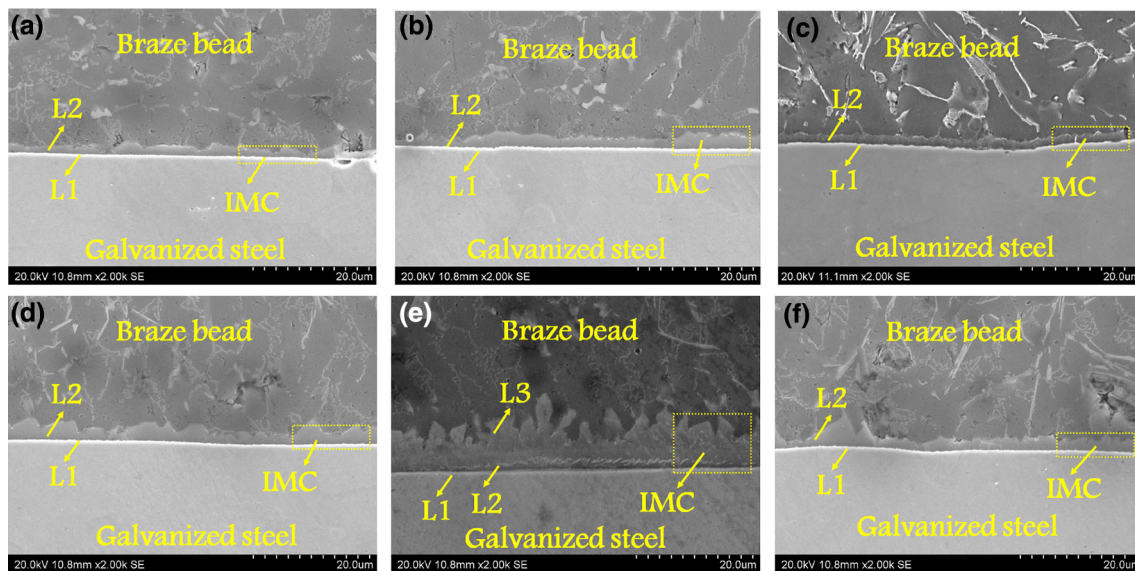 (a)
Braze bead
L2
L1
IMC
Galvanized steel
20.0kV 10.8mm x2.00k SE 20.0um
(b)
Braze bead
L2
L1
IMC
Galvanized steel
20.0kV 10.8mm x2.00k SE 20.0um
(c)
Braze bead
L2
L1
IMC
Galvanized steel
20.0kV 11.1mm x2.00k SE 20.0um
(d)
Braze bead
L2
L1
IMC
Galvanized steel
20.0kV 10.8mm x2.00k SE 20.0um
(e)
Braze bead
L3
L1
L2
IMC
Galvanized steel
20.0kV 10.8mm x2.00k SE 20.0um
(f)
Braze bead
L2
L1
IMC
Galvanized steel
20.0kV 10.8mm x2.00k SE 20.0um